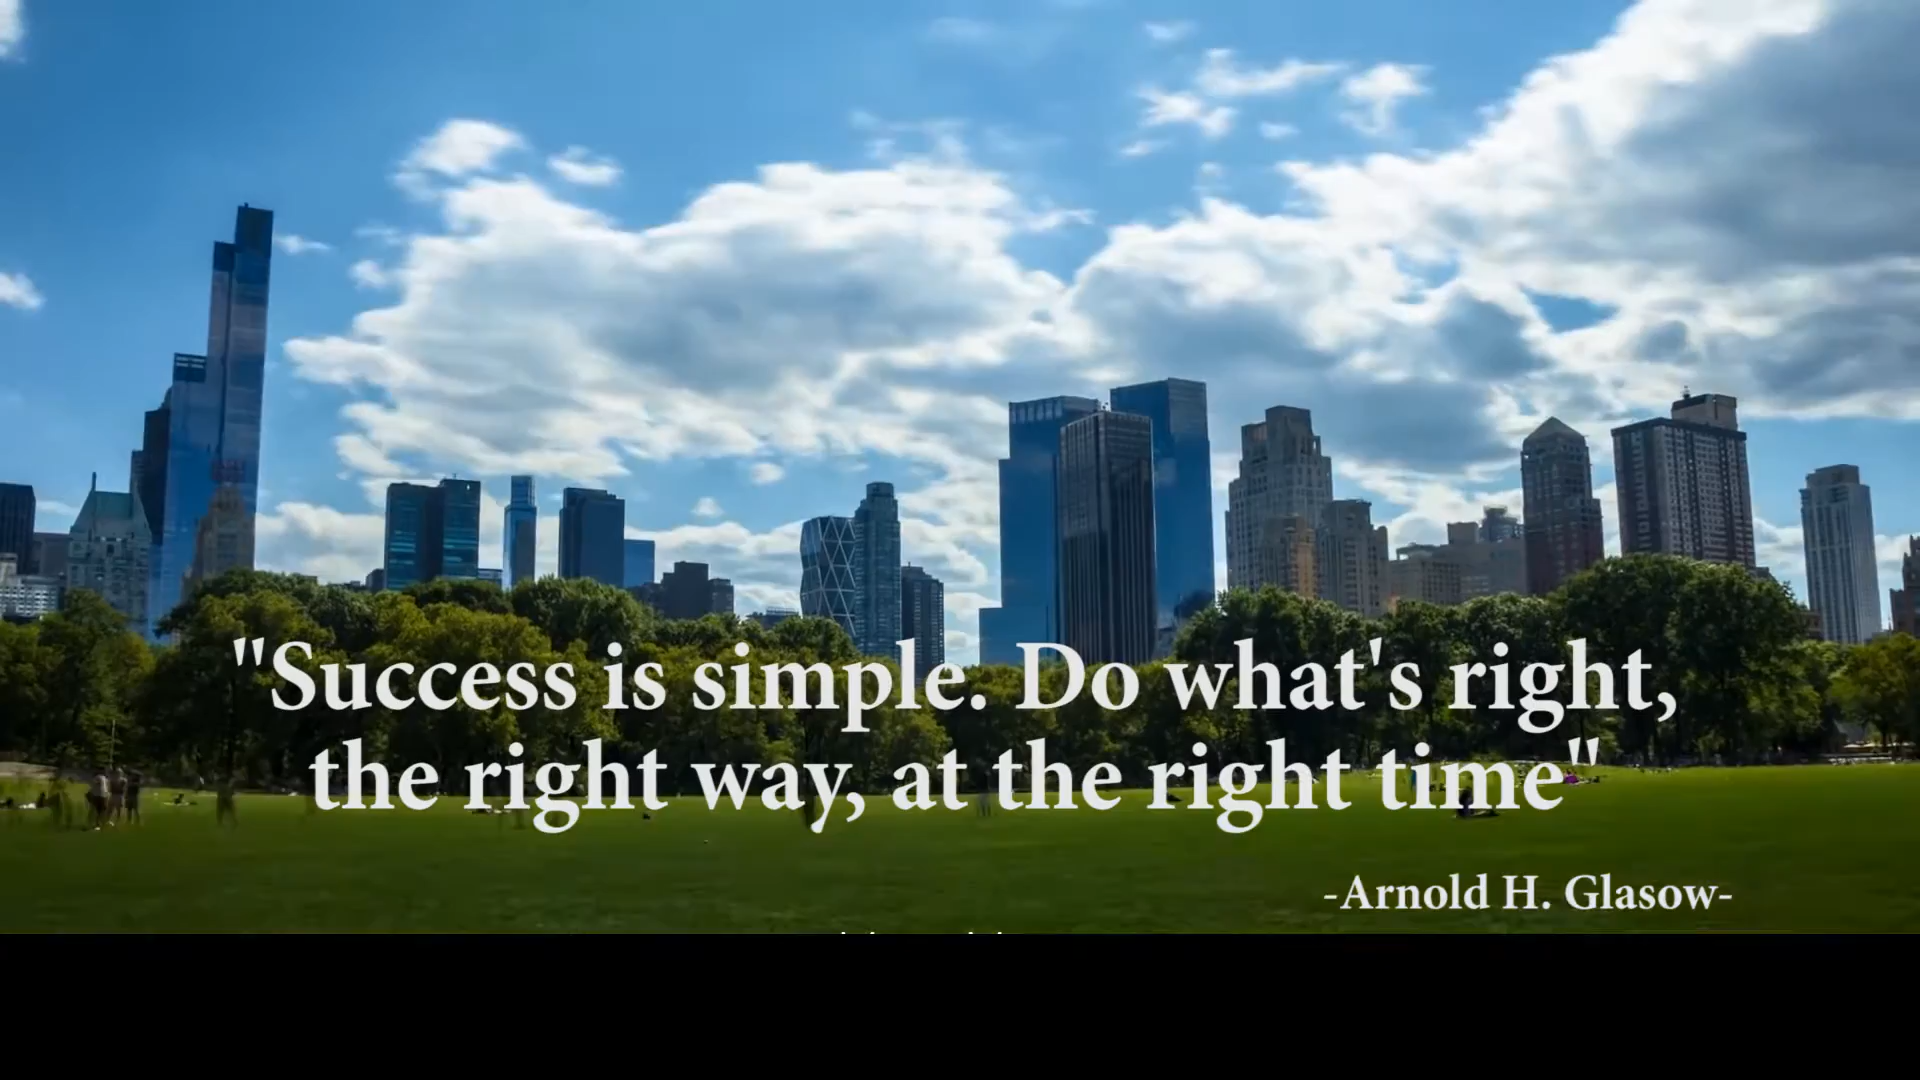 "Success is simple. Do what's right,
the right way, at the right time"
-Arnold H. Glasow-